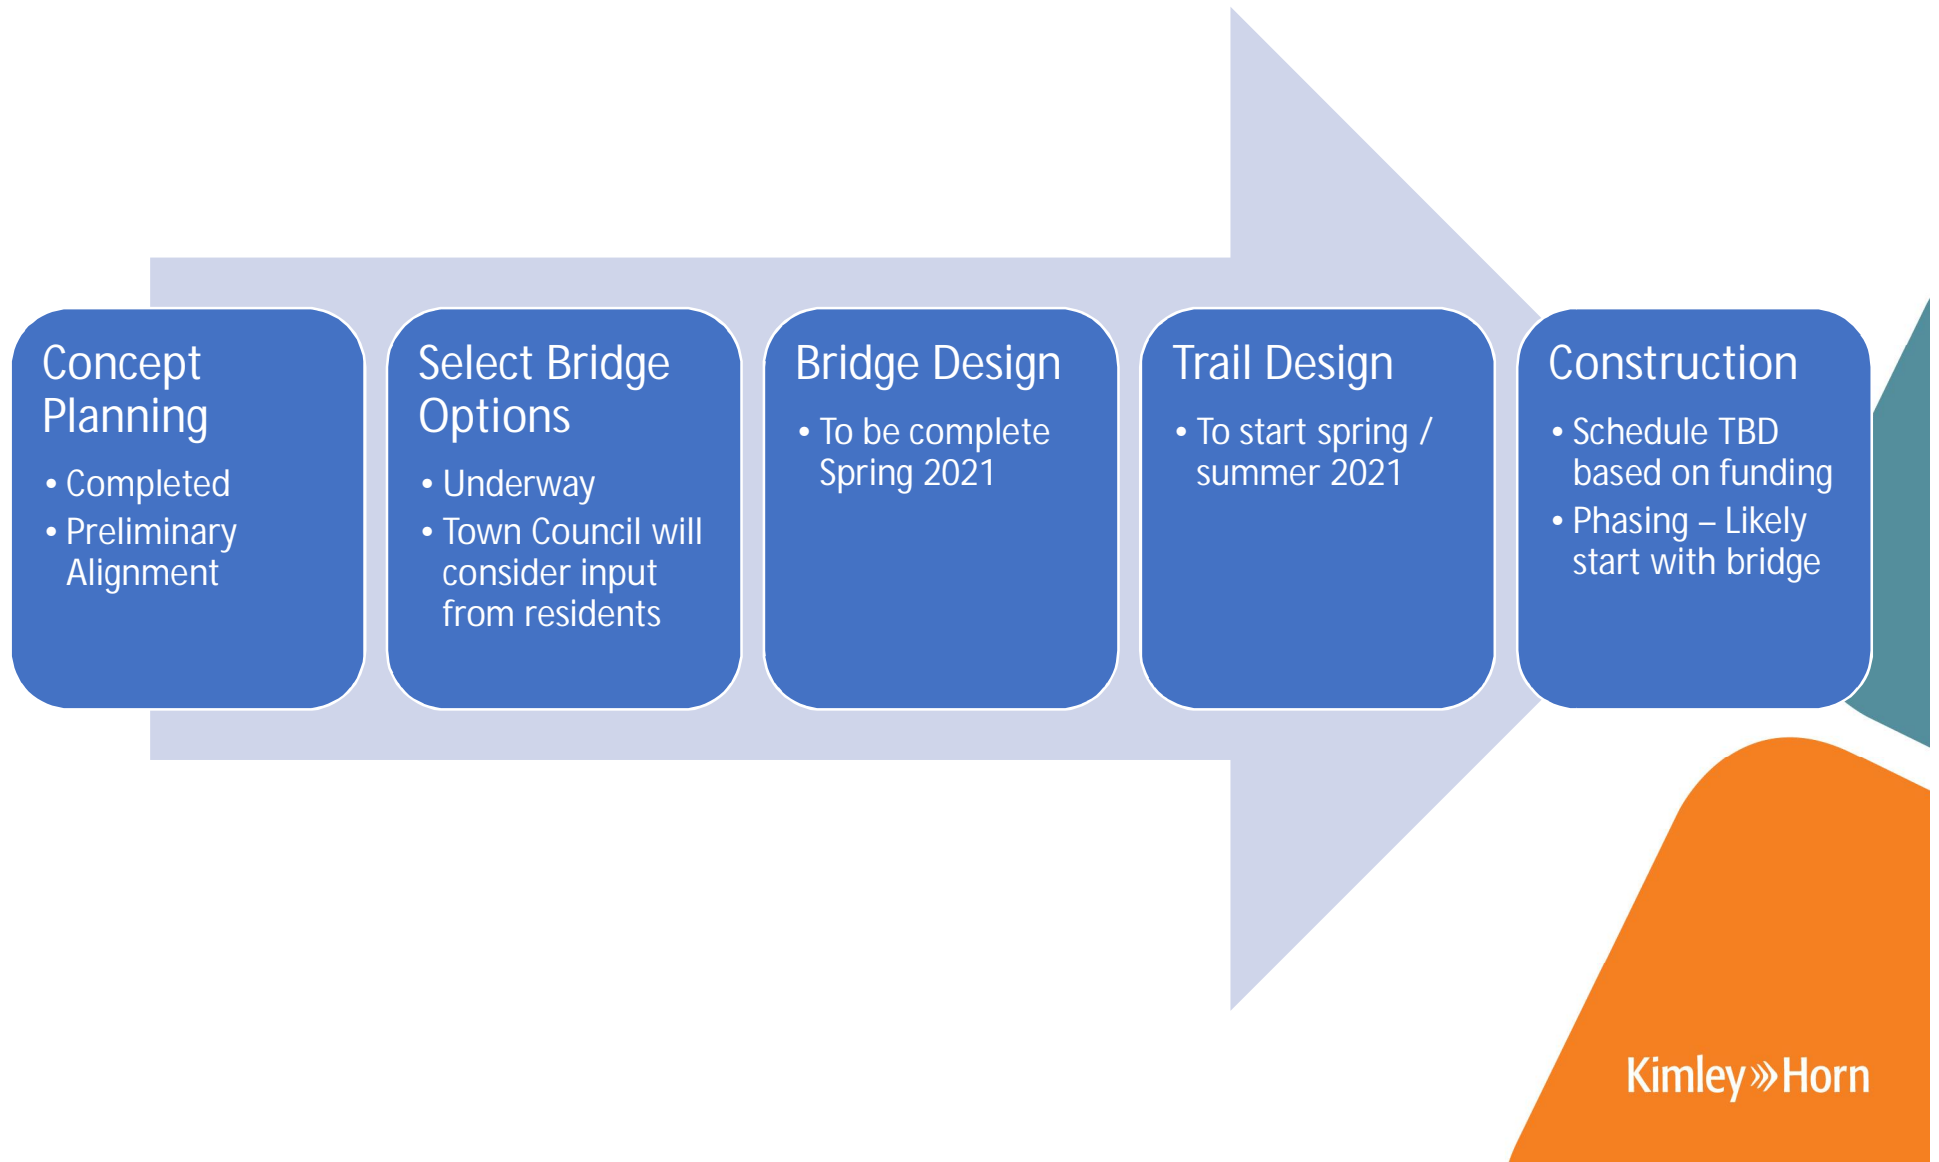 Concept
Planning
• Completed
• Preliminary
Alignment
Select Bridge
Options
• Underway
• Town Council will
consider input
from residents
Bridge Design
• To be complete
Spring 2021
Trail Design
• To start spring /
summer 2021
Construction
• Schedule TBD
based on funding
• Phasing – Likely
start with bridge
Kimley»Horn